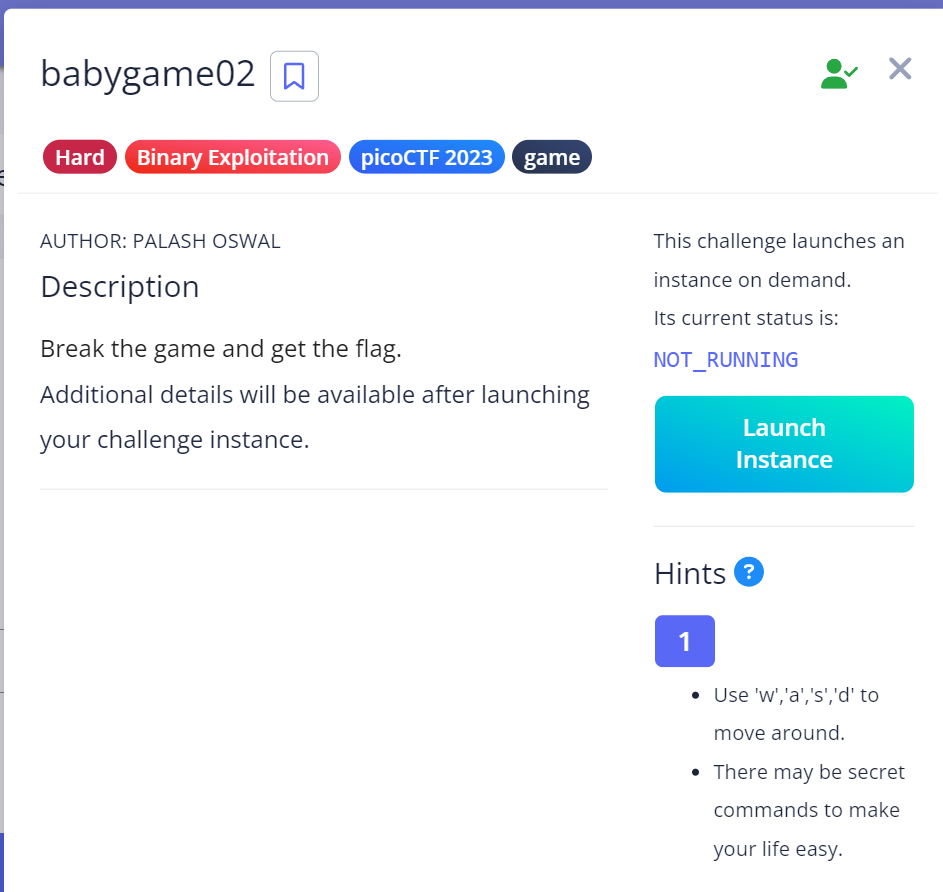 babygame02
Hard Binary Exploitation picoCTF 2023 game
AUTHOR: PALASH OSWAL
Description
Break the game and get the flag.
Additional details will be available after launching
your challenge instance.
This challenge launches an
instance on demand.
Its current status is:
NOT_RUNNING
Launch
Instance
Hints ?
1
• Use 'w','a','s','d' to
move around.
• There may be secret
commands to make
your life easy.